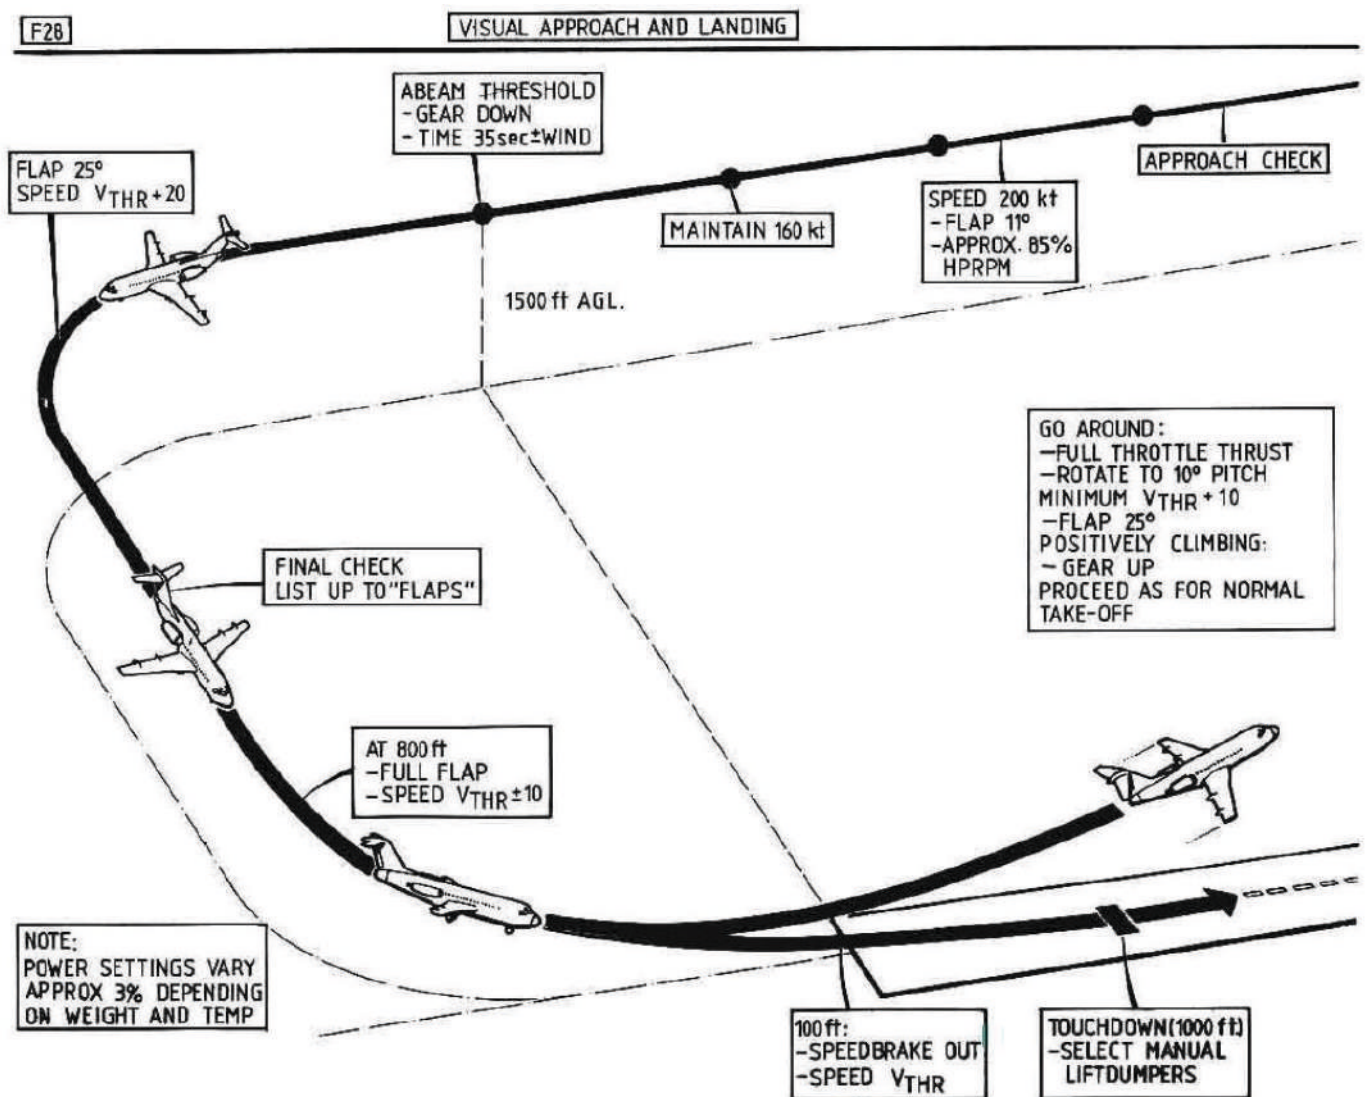 F28
VISUAL APPROACH AND LANDING
ABEAM THRESHOLD
-GEAR DOWN
-TIME 35sec±WIND
FLAP 25°
SPEED VTHR+20
APPROACH CHECK
SPEED 200 kt
-FLAP 11°
-APPROX. 85%
HPRPM
MAINTAIN 160 kt
1500 ft AGL.
GO AROUND:
-FULL THROTTLE THRUST
-ROTATE TO 10° PITCH
MINIMUM VTHR+10
-FLAP 25°
POSITIVELY CLIMBING:
- GEAR UP
PROCEED AS FOR NORMAL
TAKE-OFF
FINAL CHECK
LIST UP TO "FLAPS"
AT 800 ft
-FULL FLAP
-SPEED VTHR±10
NOTE:
POWER SETTINGS VARY
APPROX 3% DEPENDING
ON WEIGHT AND TEMP
100 ft:
-SPEEDBRAKE OUT
-SPEED VTHR
TOUCHDOWN(1000 ft)
-SELECT MANUAL
LIFTDUMPERS